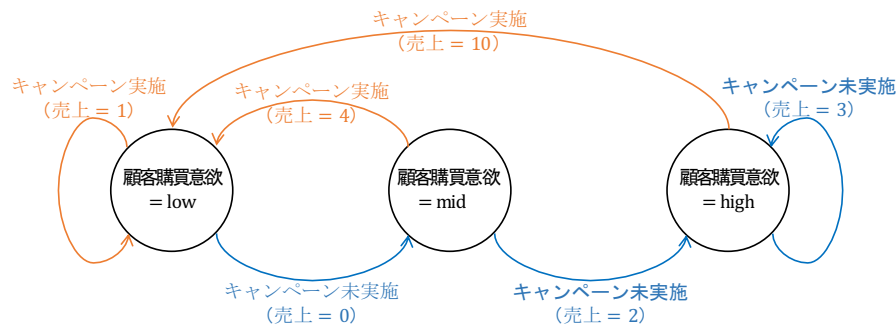 キャンペーン実施
（売上 = 10）
キャンペーン実施
（売上 = 1）
キャンペーン実施
（売上 = 4）
キャンペーン未実施
（売上 = 3）
顧客購買意欲
= low
顧客購買意欲
= mid
顧客購買意欲
= high
キャンペーン未実施
（売上 = 0）
キャンペーン未実施
（売上 = 2）